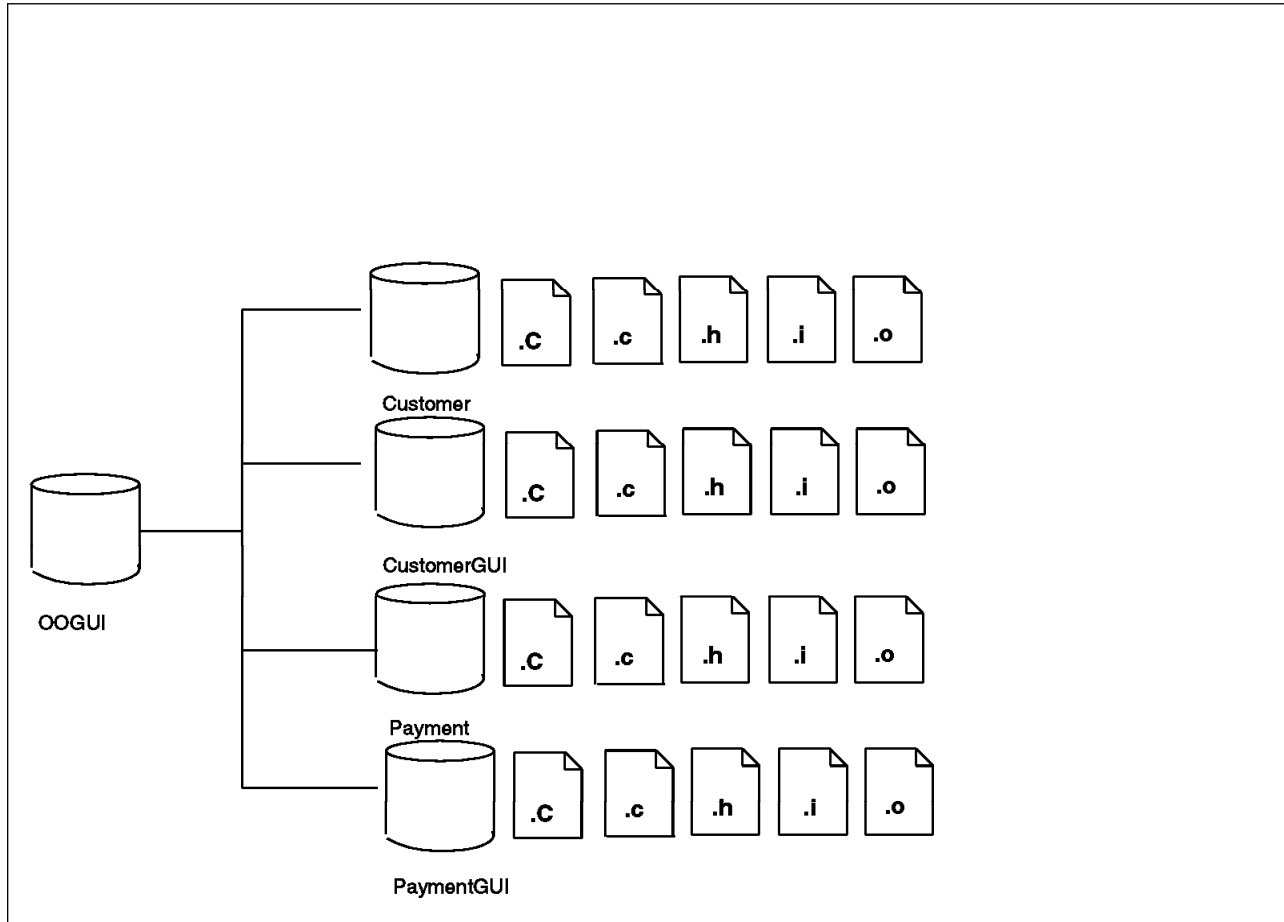 .C .c .h .i .o
Customer
.C .c .h .i .o
CustomerGUI
OOGUI
.C .c .h .i .o
Payment
.C .c .h .i .o
PaymentGUI